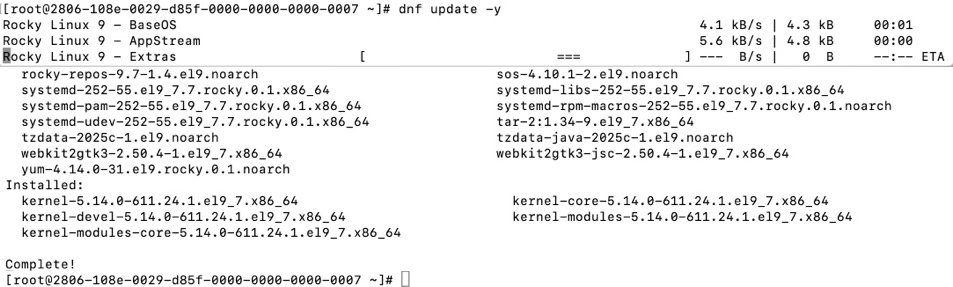 [[root@2806-108e-0029-d85f-0000-0000-0000-0007 ~]# dnf update -y
Rocky Linux 9 - BaseOS 4.1 kB/s | 4.3 kB 00:01
Rocky Linux 9 - AppStream 5.6 kB/s | 4.8 kB 00:00
Rocky Linux 9 - Extras [ === ] --- B/s | 0 B --:-- ETA
rocky-repos-9.7-1.4.el9.noarch sos-4.10.1-2.el9.noarch
systemd-252-55.el9_7.7.rocky.0.1.x86_64 systemd-libs-252-55.el9_7.7.rocky.0.1.x86_64
systemd-pam-252-55.el9_7.7.rocky.0.1.x86_64 systemd-rpm-macros-252-55.el9_7.7.rocky.0.1.noarch
systemd-udev-252-55.el9_7.7.rocky.0.1.x86_64 tar-2:1.34-9.el9_7.x86_64
tzdata-2025c-1.el9.noarch tzdata-java-2025c-1.el9.noarch
webkit2gtk3-2.50.4-1.el9_7.x86_64 webkit2gtk3-jsc-2.50.4-1.el9_7.x86_64
yum-4.14.0-31.el9.rocky.0.1.noarch
Installed:
kernel-5.14.0-611.24.1.el9_7.x86_64 kernel-core-5.14.0-611.24.1.el9_7.x86_64
kernel-devel-5.14.0-611.24.1.el9_7.x86_64 kernel-modules-5.14.0-611.24.1.el9_7.x86_64
kernel-modules-core-5.14.0-611.24.1.el9_7.x86_64
Complete!
[root@2806-108e-0029-d85f-0000-0000-0000-0007 ~]#